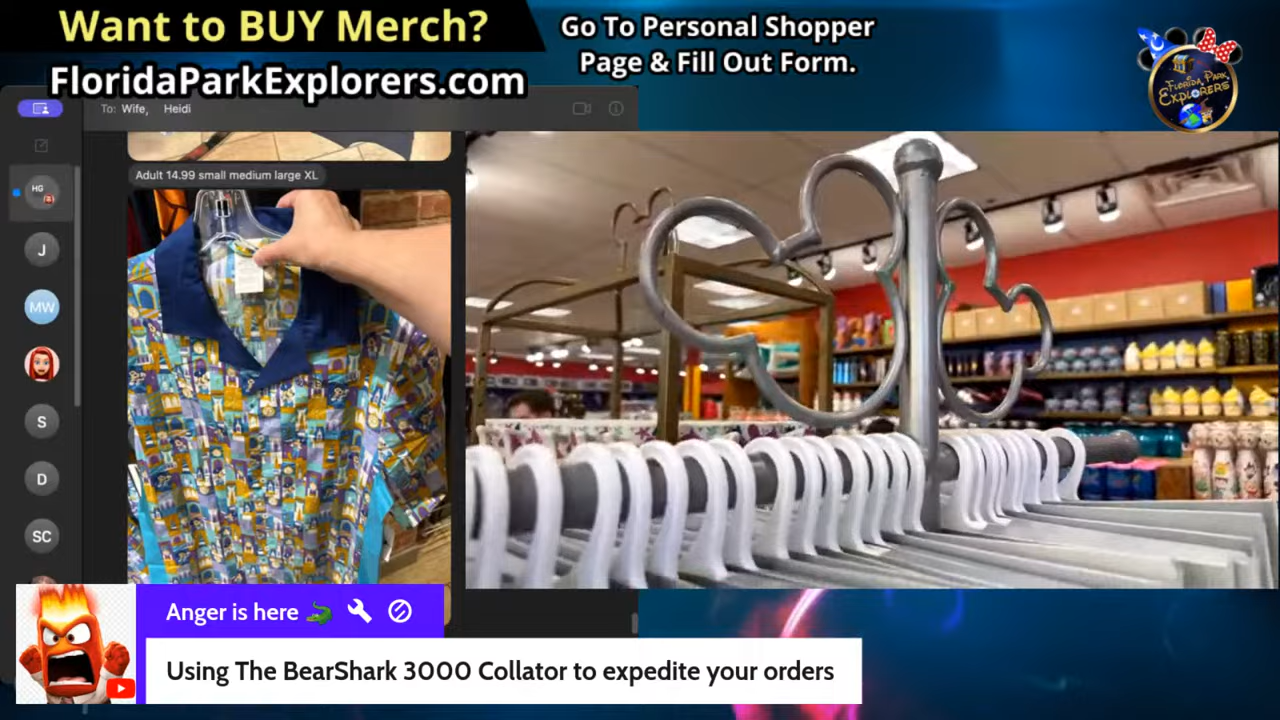 Want to BUY Merch?
FloridaParkExplorers.com
Go To Personal Shopper
Page & Fill Out Form.
FLORIDA PARK
EXPLORERS
To: Wife, Heidi
HG
Adult 14.99 small medium large XL
J
MW
S
D
SC
Anger is here
Using The BearShark 3000 Collator to expedite your orders